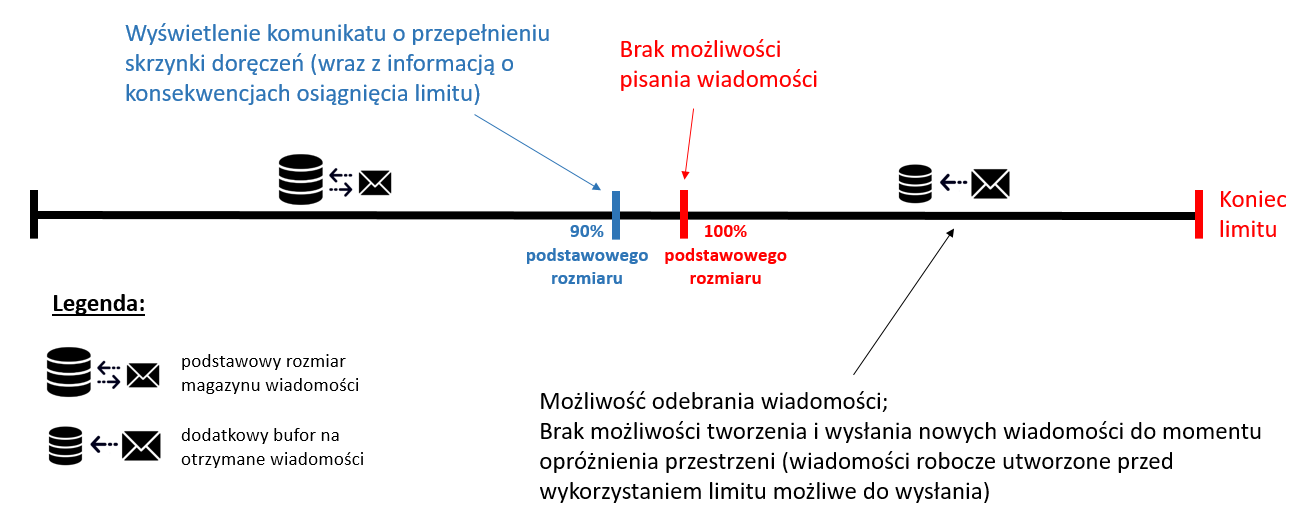 Wyświetlenie komunikatu o przepełnieniu
skrzynki doręczeń (wraz z informacją o
konsekwencjach osiągnięcia limitu)
Brak możliwości
pisania wiadomości
Koniec
limitu
90%
podstawowego
rozmiaru
100%
podstawowego
rozmiaru
Legenda:
podstawowy rozmiar
magazynu wiadomości
dodatkowy bufor na
otrzymane wiadomości
Możliwość odebrania wiadomości;
Brak możliwości tworzenia i wysłania nowych wiadomości do momentu
opróżnienia przestrzeni (wiadomości robocze utworzone przed
wykorzystaniem limitu możliwe do wysłania)